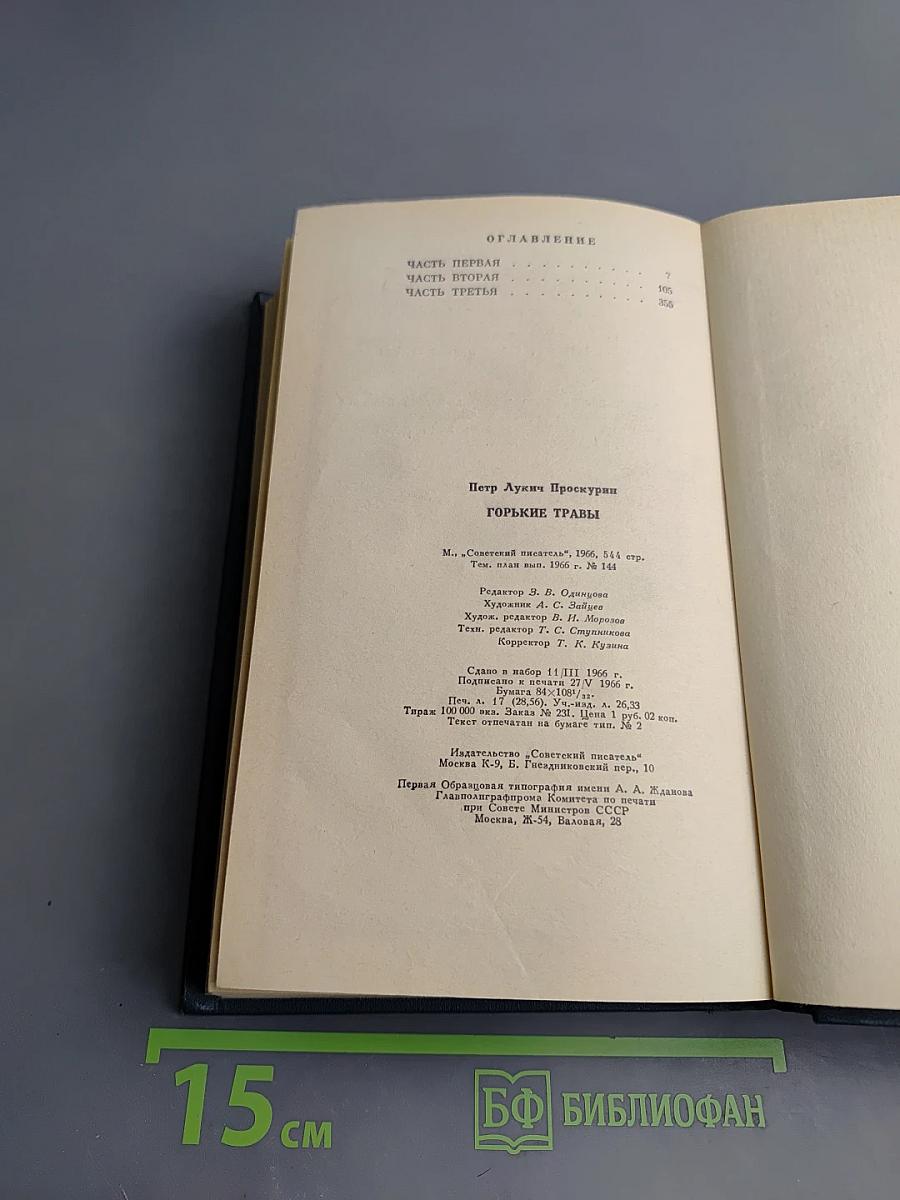 ОГЛАВЛЕНИЕ
ЧАСТЬ ПЕРВАЯ . . . . . . . . . . 7
ЧАСТЬ ВТОРАЯ . . . . . . . . . . 105
ЧАСТЬ ТРЕТЬЯ . . . . . . . . . . 355
Петр Лукич Проскурин
ГОРЬКИЕ ТРАВЫ
М., „Советский писатель“, 1966, 544 стр.
Тем. план вып. 1966 г. № 144
Редактор Э. В. Одинцова
Художник А. С. Зайцев
Худож. редактор В. И. Морозов
Техн. редактор Т. С. Ступникова
Корректор Т. К. Кузина
Сдано в набор 11/III 1966 г.
Подписано к печати 27/V 1966 г.
Бумага 84×108¹/₃₂.
Печ. л. 17 (28,56). Уч.-изд. л. 26,33
Тираж 100 000 экз. Заказ № 231. Цена 1 руб. 02 коп.
Текст отпечатан на бумаге тип. № 2
Издательство „Советский писатель“
Москва К-9, Б. Гнездниковский пер., 10
Первая Образцовая типография имени А. А. Жданова
Главполиграфпрома Комитета по печати
при Совете Министров СССР
Москва, Ж-54, Валовая, 28
15 см
БФ БИБЛИОФАН